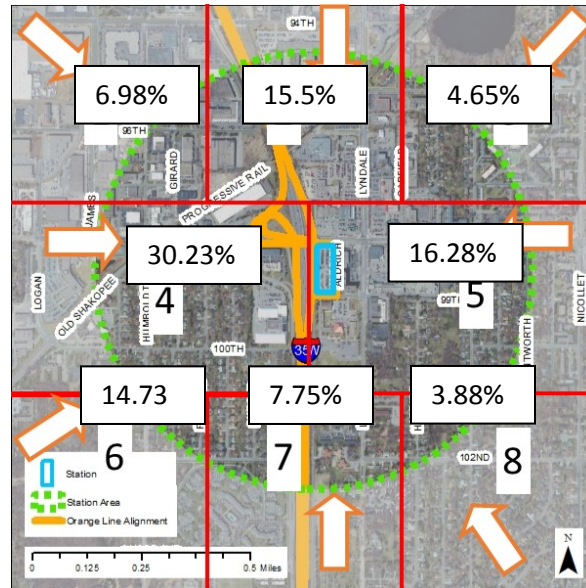 94TH
6.98%
15.5%
4.65%
96TH
GIRARD
LYNDALE
GARFIELD
PROGRESSIVE RAIL
JAMES
30.23%
16.28%
LOGAN
OLD SHAKOPEE
HUMBOLDT
4
ALDRICH
99TH
5
NICOLLET
WENTWORTH
100TH
35W
14.73
7.75%
3.88%
6
7
102ND
8
Station
Station Area
Orange Line Alignment
N
0 0.125 0.25 0.5 Miles